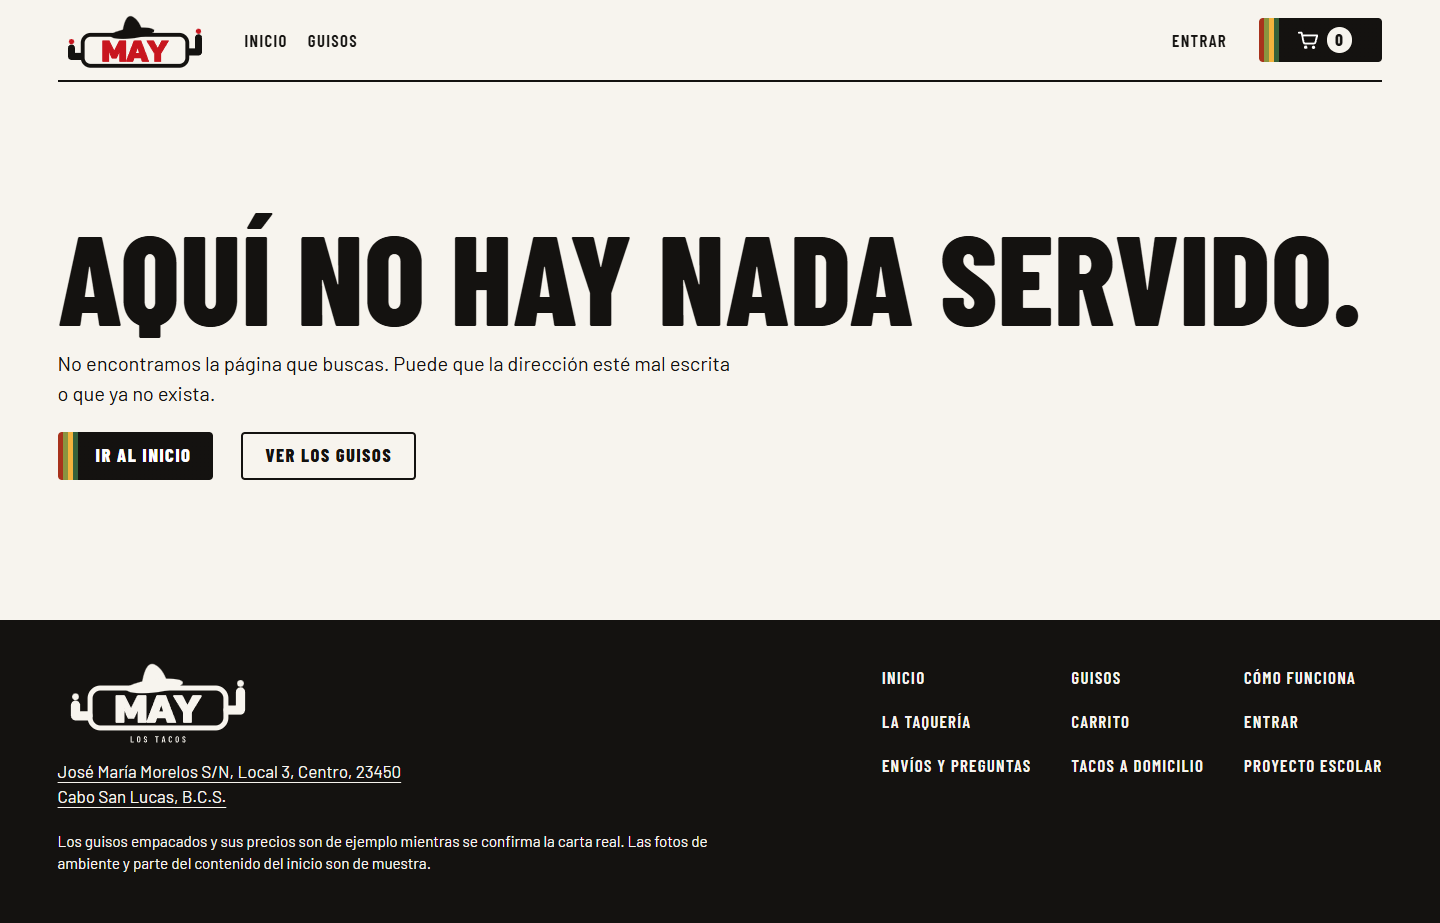 MAY
INICIO GUISOS
ENTRAR
0
AQUÍ NO HAY NADA SERVIDO.
No encontramos la página que buscas. Puede que la dirección esté mal escrita
o que ya no exista.
IR AL INICIO
VER LOS GUISOS
MAY
LOS TACOS
José María Morelos S/N, Local 3, Centro, 23450
Cabo San Lucas, B.C.S.
Los guisos empacados y sus precios son de ejemplo mientras se confirma la carta real. Las fotos de
ambiente y parte del contenido del inicio son de muestra.
INICIO GUISOS CÓMO FUNCIONA
LA TAQUERÍA CARRITO ENTRAR
ENVÍOS Y PREGUNTAS TACOS A DOMICILIO PROYECTO ESCOLAR